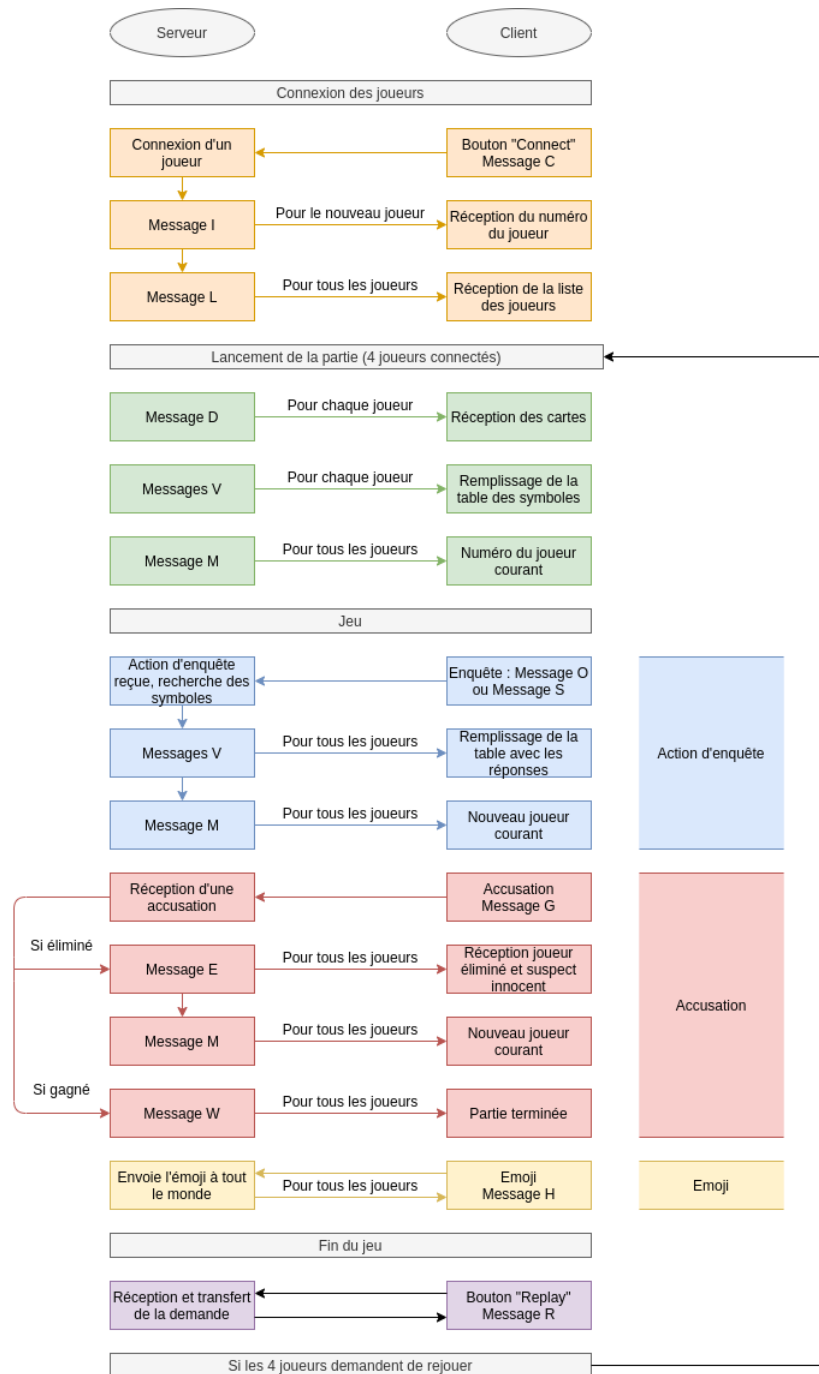 Serveur
Client
Connexion des joueurs
Connexion d'un
joueur
Bouton "Connect"
Message C
Message I
Pour le nouveau joueur
Réception du numéro
du joueur
Message L
Pour tous les joueurs
Réception de la liste
des joueurs
Lancement de la partie (4 joueurs connectés)
Message D
Pour chaque joueur
Réception des cartes
Messages V
Pour chaque joueur
Remplissage de la
table des symboles
Message M
Pour tous les joueurs
Numéro du joueur
courant
Jeu
Action d'enquête
reçue, recherche des
symboles
Enquête : Message O
ou Message S
Messages V
Pour tous les joueurs
Remplissage de la
table avec les
réponses
Action d'enquête
Message M
Pour tous les joueurs
Nouveau joueur
courant
Réception d'une
accusation
Accusation
Message G
Si éliminé
Message E
Pour tous les joueurs
Réception joueur
éliminé et suspect
innocent
Accusation
Message M
Pour tous les joueurs
Nouveau joueur
courant
Si gagné
Message W
Pour tous les joueurs
Partie terminée
Envoie l'émoji à tout
le monde
Pour tous les joueurs
Emoji
Message H
Emoji
Fin du jeu
Réception et transfert
de la demande
Bouton "Replay"
Message R
Si les 4 joueurs demandent de rejouer